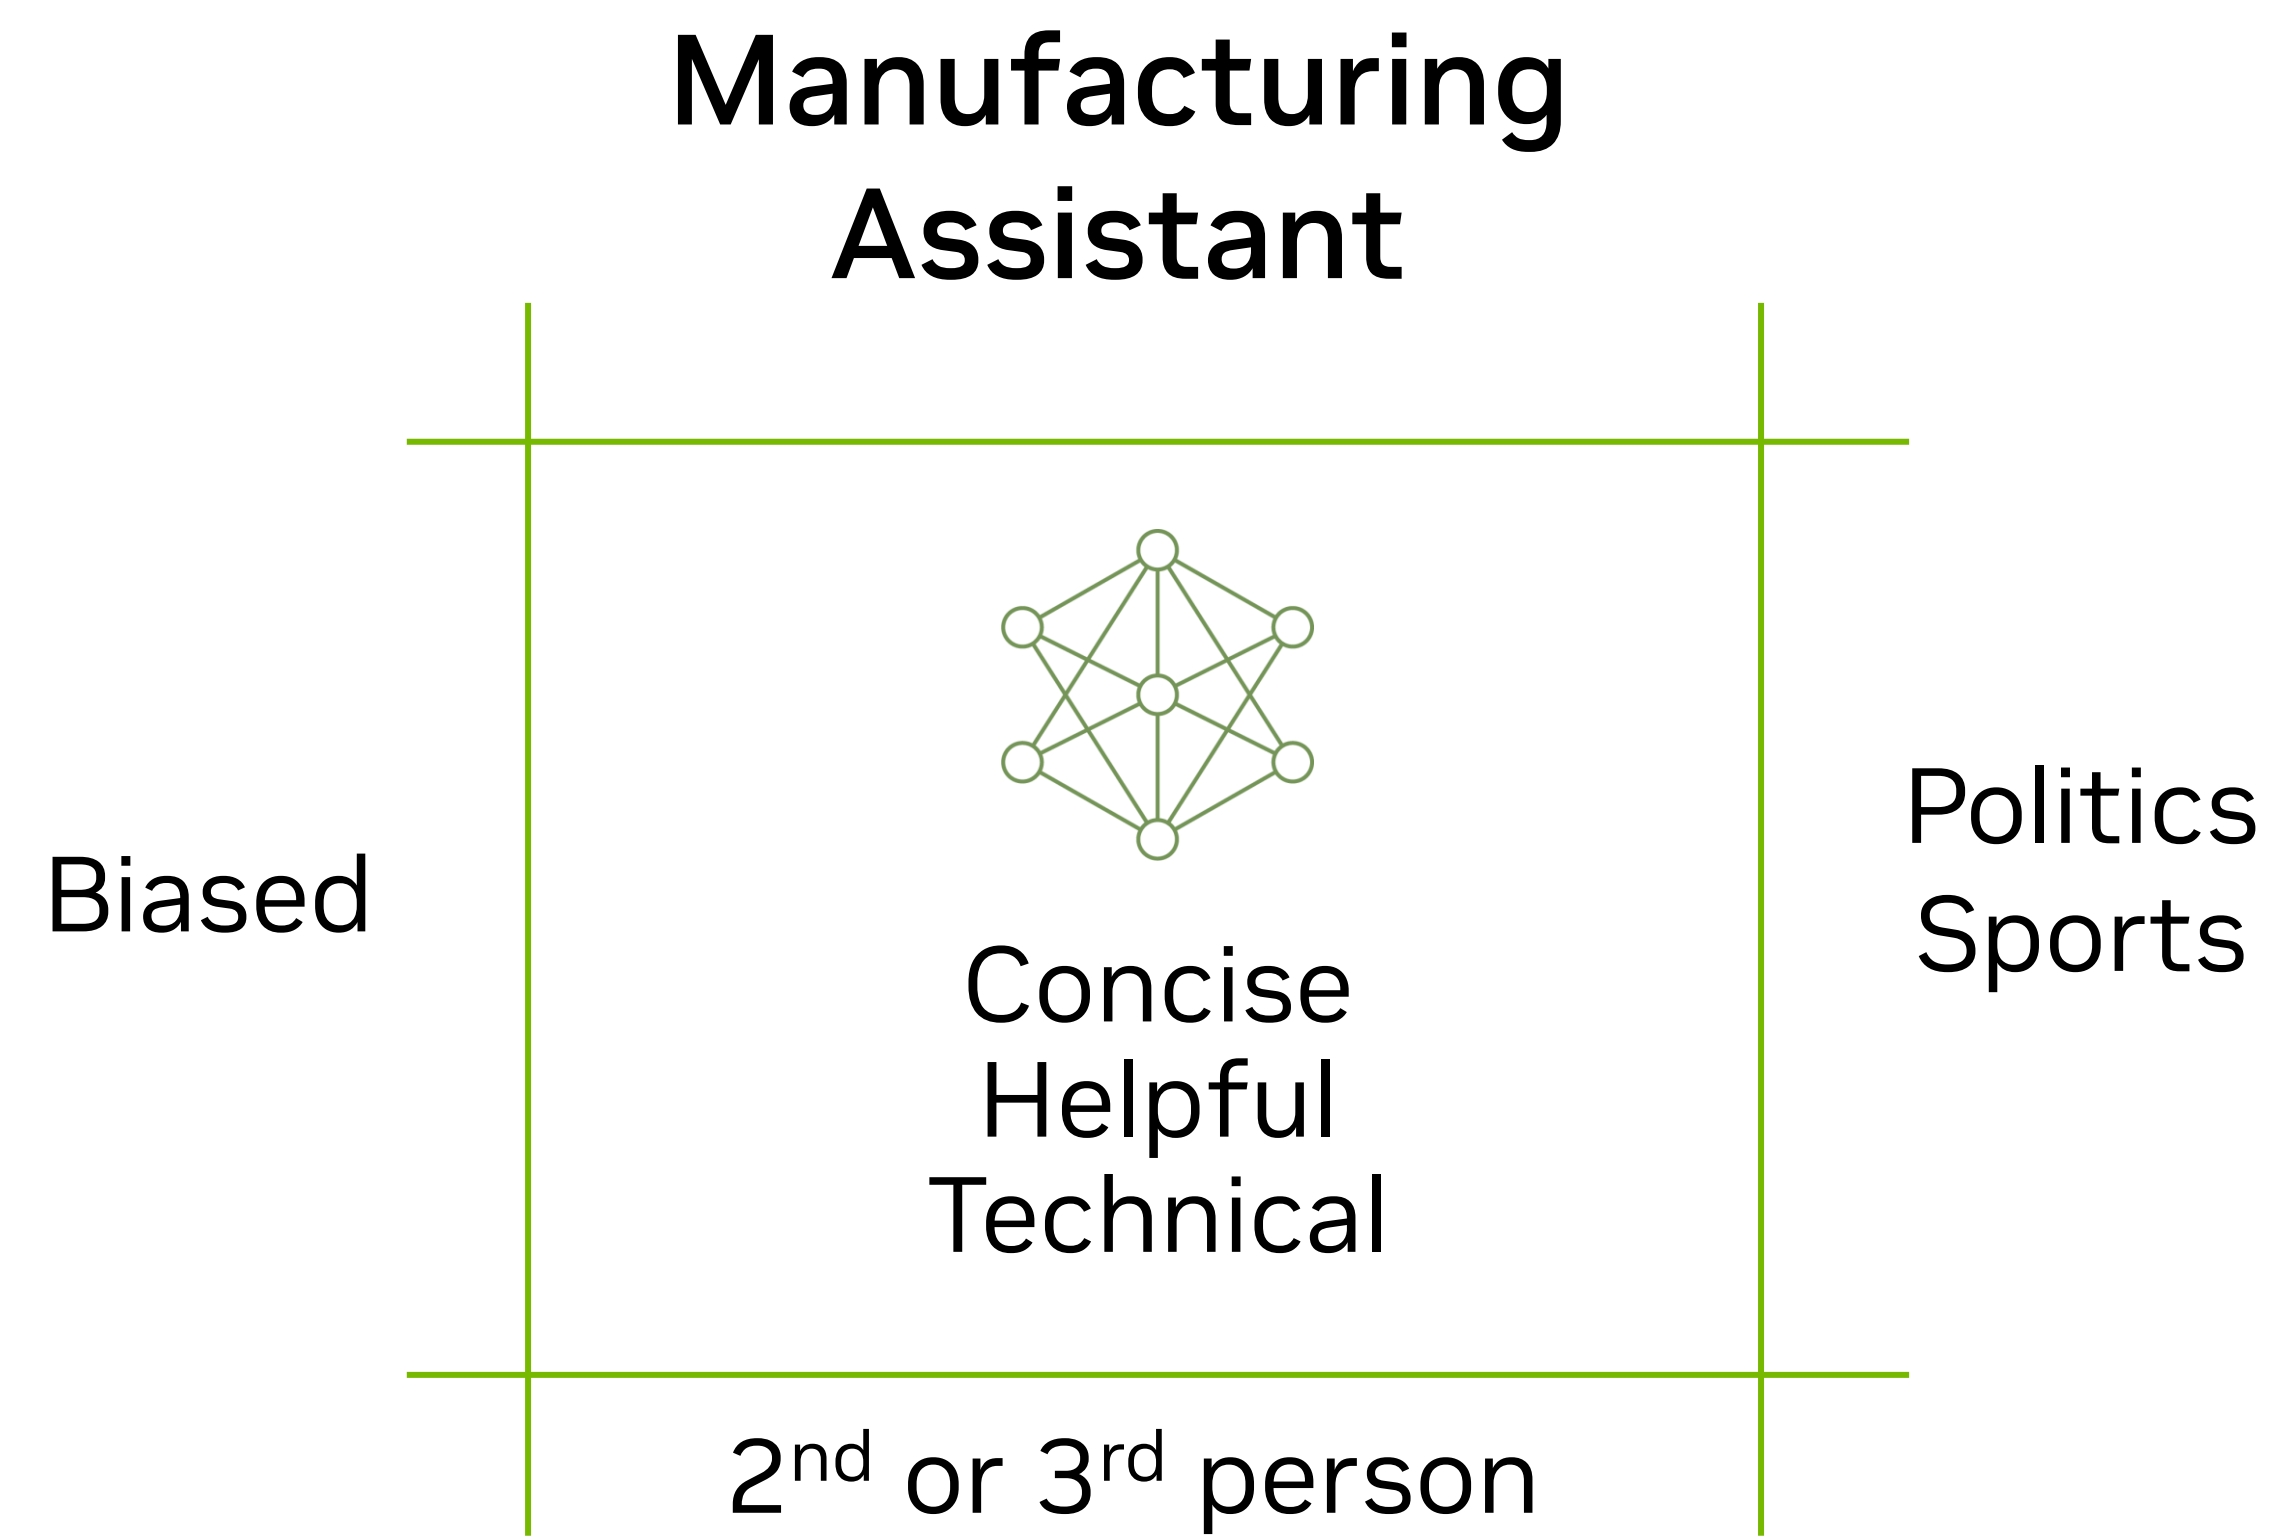 Manufacturing
Assistant
Biased
Concise
Helpful
Technical
Politics
Sports
2nd or 3rd person